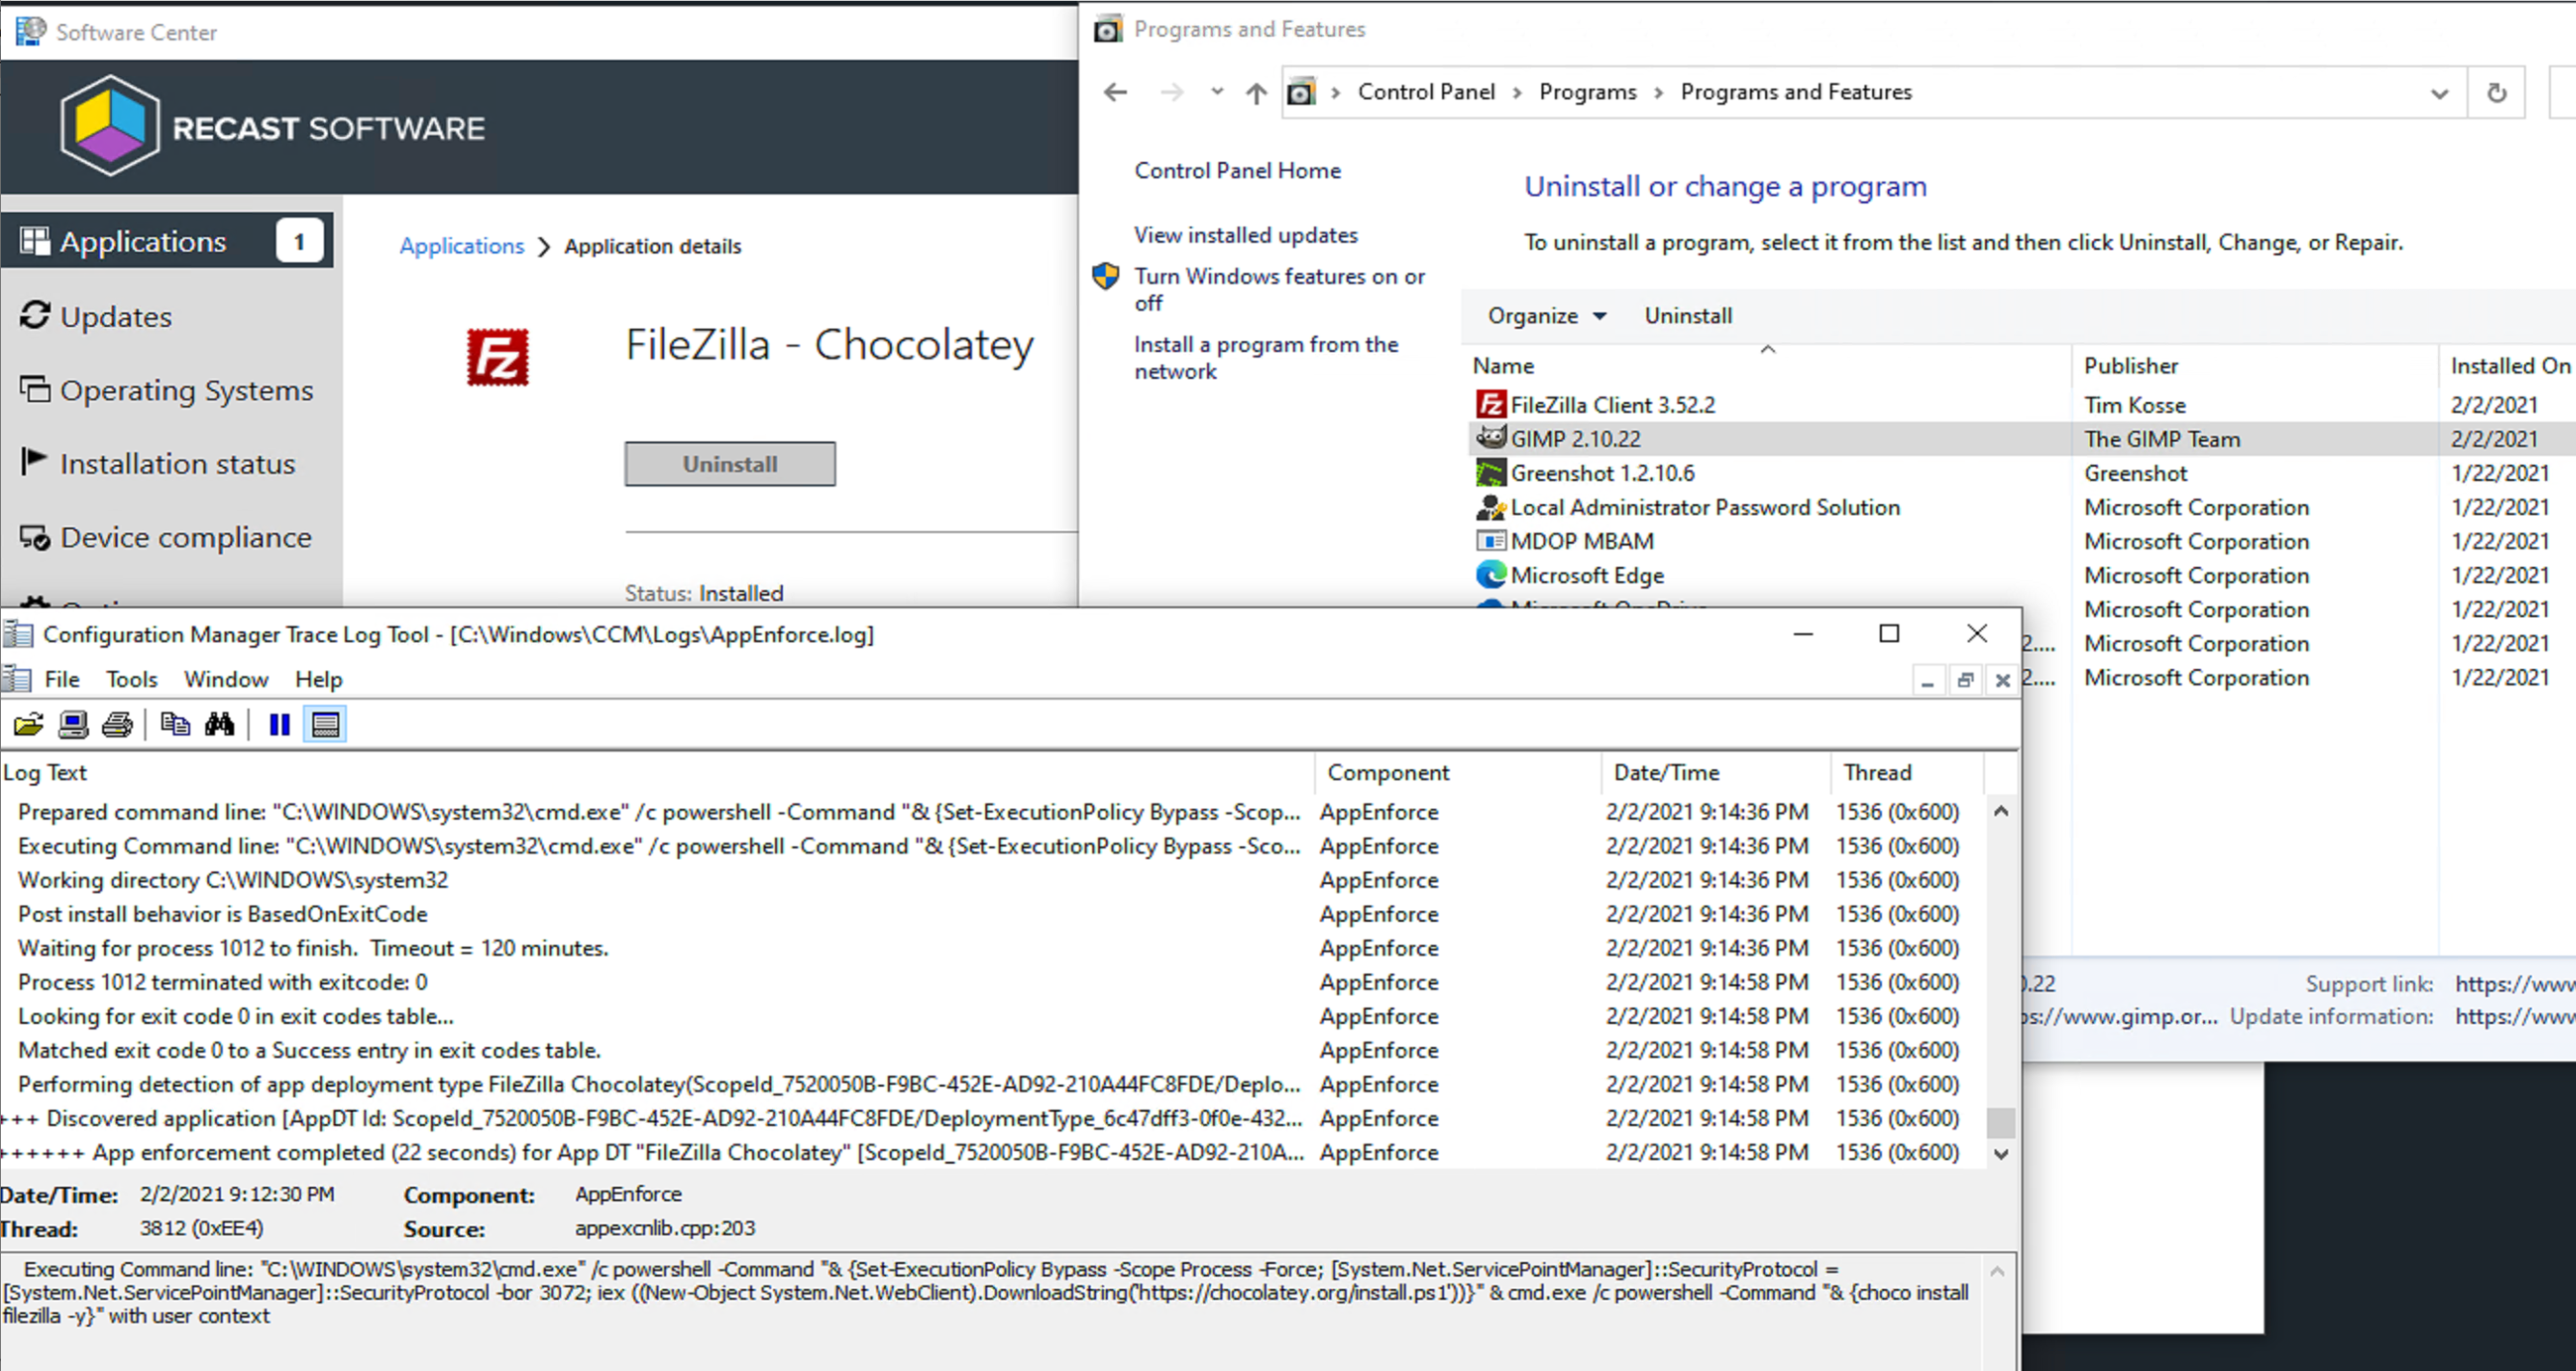 Software Center
RECAST SOFTWARE
Applications 1
Updates
Operating Systems
Installation status
Device compliance
Applications > Application details
FileZilla - Chocolatey
Uninstall
Status: Installed
Programs and Features
Control Panel > Programs > Programs and Features
Control Panel Home
View installed updates
Turn Windows features on or
off
Install a program from the
network
Uninstall or change a program
To uninstall a program, select it from the list and then click Uninstall, Change, or Repair.
Organize Uninstall
Name Publisher Installed On
FileZilla Client 3.52.2 Tim Kosse 2/2/2021
GIMP 2.10.22 The GIMP Team 2/2/2021
Greenshot 1.2.10.6 Greenshot 1/22/2021
Local Administrator Password Solution Microsoft Corporation 1/22/2021
MDOP MBAM Microsoft Corporation 1/22/2021
Microsoft Edge Microsoft Corporation 1/22/2021
Microsoft OneDrive Microsoft Corporation 1/22/2021
2.... Microsoft Corporation 1/22/2021
2.... Microsoft Corporation 1/22/2021
.22 Support link: https://www
s://www.gimp.or... Update information: https://www
Configuration Manager Trace Log Tool - [C:\Windows\CCM\Logs\AppEnforce.log]
File Tools Window Help
Log Text Component Date/Time Thread
Prepared command line: "C:\WINDOWS\system32\cmd.exe" /c powershell -Command "& {Set-ExecutionPolicy Bypass -Scop... AppEnforce 2/2/2021 9:14:36 PM 1536 (0x600)
Executing Command line: "C:\WINDOWS\system32\cmd.exe" /c powershell -Command "& {Set-ExecutionPolicy Bypass -Sco... AppEnforce 2/2/2021 9:14:36 PM 1536 (0x600)
Working directory C:\WINDOWS\system32 AppEnforce 2/2/2021 9:14:36 PM 1536 (0x600)
Post install behavior is BasedOnExitCode AppEnforce 2/2/2021 9:14:36 PM 1536 (0x600)
Waiting for process 1012 to finish.  Timeout = 120 minutes. AppEnforce 2/2/2021 9:14:36 PM 1536 (0x600)
Process 1012 terminated with exitcode: 0 AppEnforce 2/2/2021 9:14:58 PM 1536 (0x600)
Looking for exit code 0 in exit codes table... AppEnforce 2/2/2021 9:14:58 PM 1536 (0x600)
Matched exit code 0 to a Success entry in exit codes table. AppEnforce 2/2/2021 9:14:58 PM 1536 (0x600)
Performing detection of app deployment type FileZilla Chocolatey(ScopeId_7520050B-F9BC-452E-AD92-210A44FC8FDE/Deplo... AppEnforce 2/2/2021 9:14:58 PM 1536 (0x600)
+++ Discovered application [AppDT Id: ScopeId_7520050B-F9BC-452E-AD92-210A44FC8FDE/DeploymentType_6c47dff3-0f0e-432... AppEnforce 2/2/2021 9:14:58 PM 1536 (0x600)
++++++ App enforcement completed (22 seconds) for App DT "FileZilla Chocolatey" [ScopeId_7520050B-F9BC-452E-AD92-210A... AppEnforce 2/2/2021 9:14:58 PM 1536 (0x600)
Date/Time: 2/2/2021 9:12:30 PM Component: AppEnforce
Thread: 3812 (0xEE4) Source: appexcnlib.cpp:203
Executing Command line: "C:\WINDOWS\system32\cmd.exe" /c powershell -Command "& {Set-ExecutionPolicy Bypass -Scope Process -Force; [System.Net.ServicePointManager]::SecurityProtocol =
[System.Net.ServicePointManager]::SecurityProtocol -bor 3072; iex ((New-Object System.Net.WebClient).DownloadString('https://chocolatey.org/install.ps1'))}" & cmd.exe /c powershell -Command "& {choco install
filezilla -y}" with user context